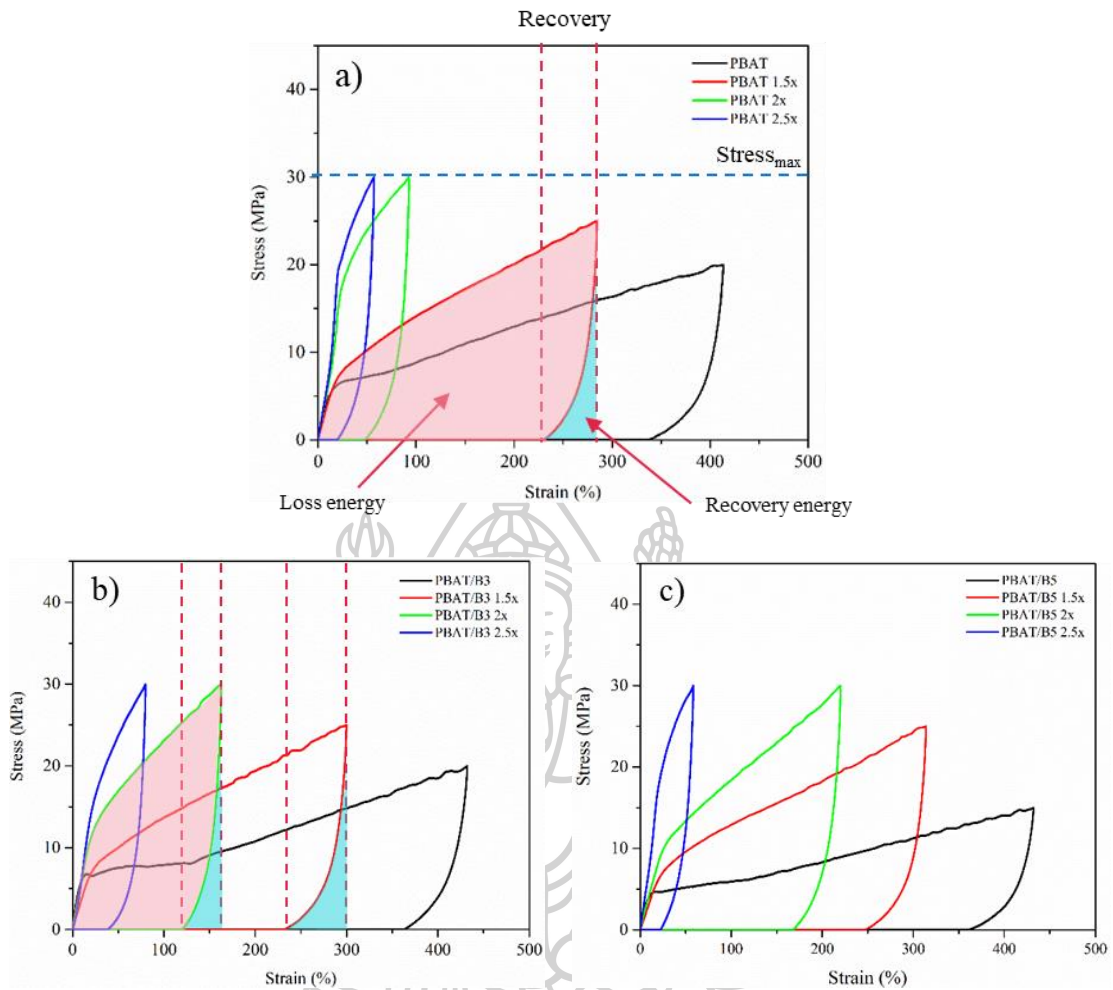 Recovery
a)
PBAT
PBAT 1.5x
PBAT 2x
PBAT 2.5x
Stress_max
Stress (MPa)
40
30
20
10
0
0 100 200 300 400 500
Strain (%)
Loss energy
Recovery energy
b)
PBAT/B3
PBAT/B3 1.5x
PBAT/B3 2x
PBAT/B3 2.5x
Stress (MPa)
40
30
20
10
0
0 100 200 300 400 500
Strain (%)
c)
PBAT/B5
PBAT/B5 1.5x
PBAT/B5 2x
PBAT/B5 2.5x
Stress (MPa)
40
30
20
10
0
0 100 200 300 400 500
Strain (%)